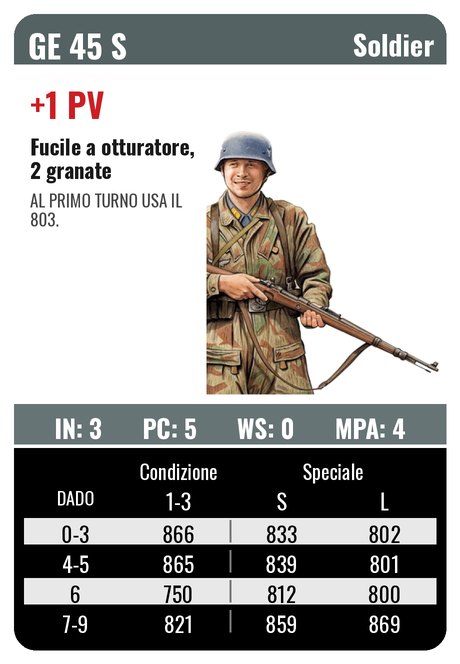 GE 45 S Soldier
+1 PV
Fucile a otturatore,
2 granate
AL PRIMO TURNO USA IL
803.
IN: 3 PC: 5 WS: 0 MPA: 4
Condizione Speciale
DADO 1-3 S L
0-3 866 833 802
4-5 865 839 801
6 750 812 800
7-9 821 859 869